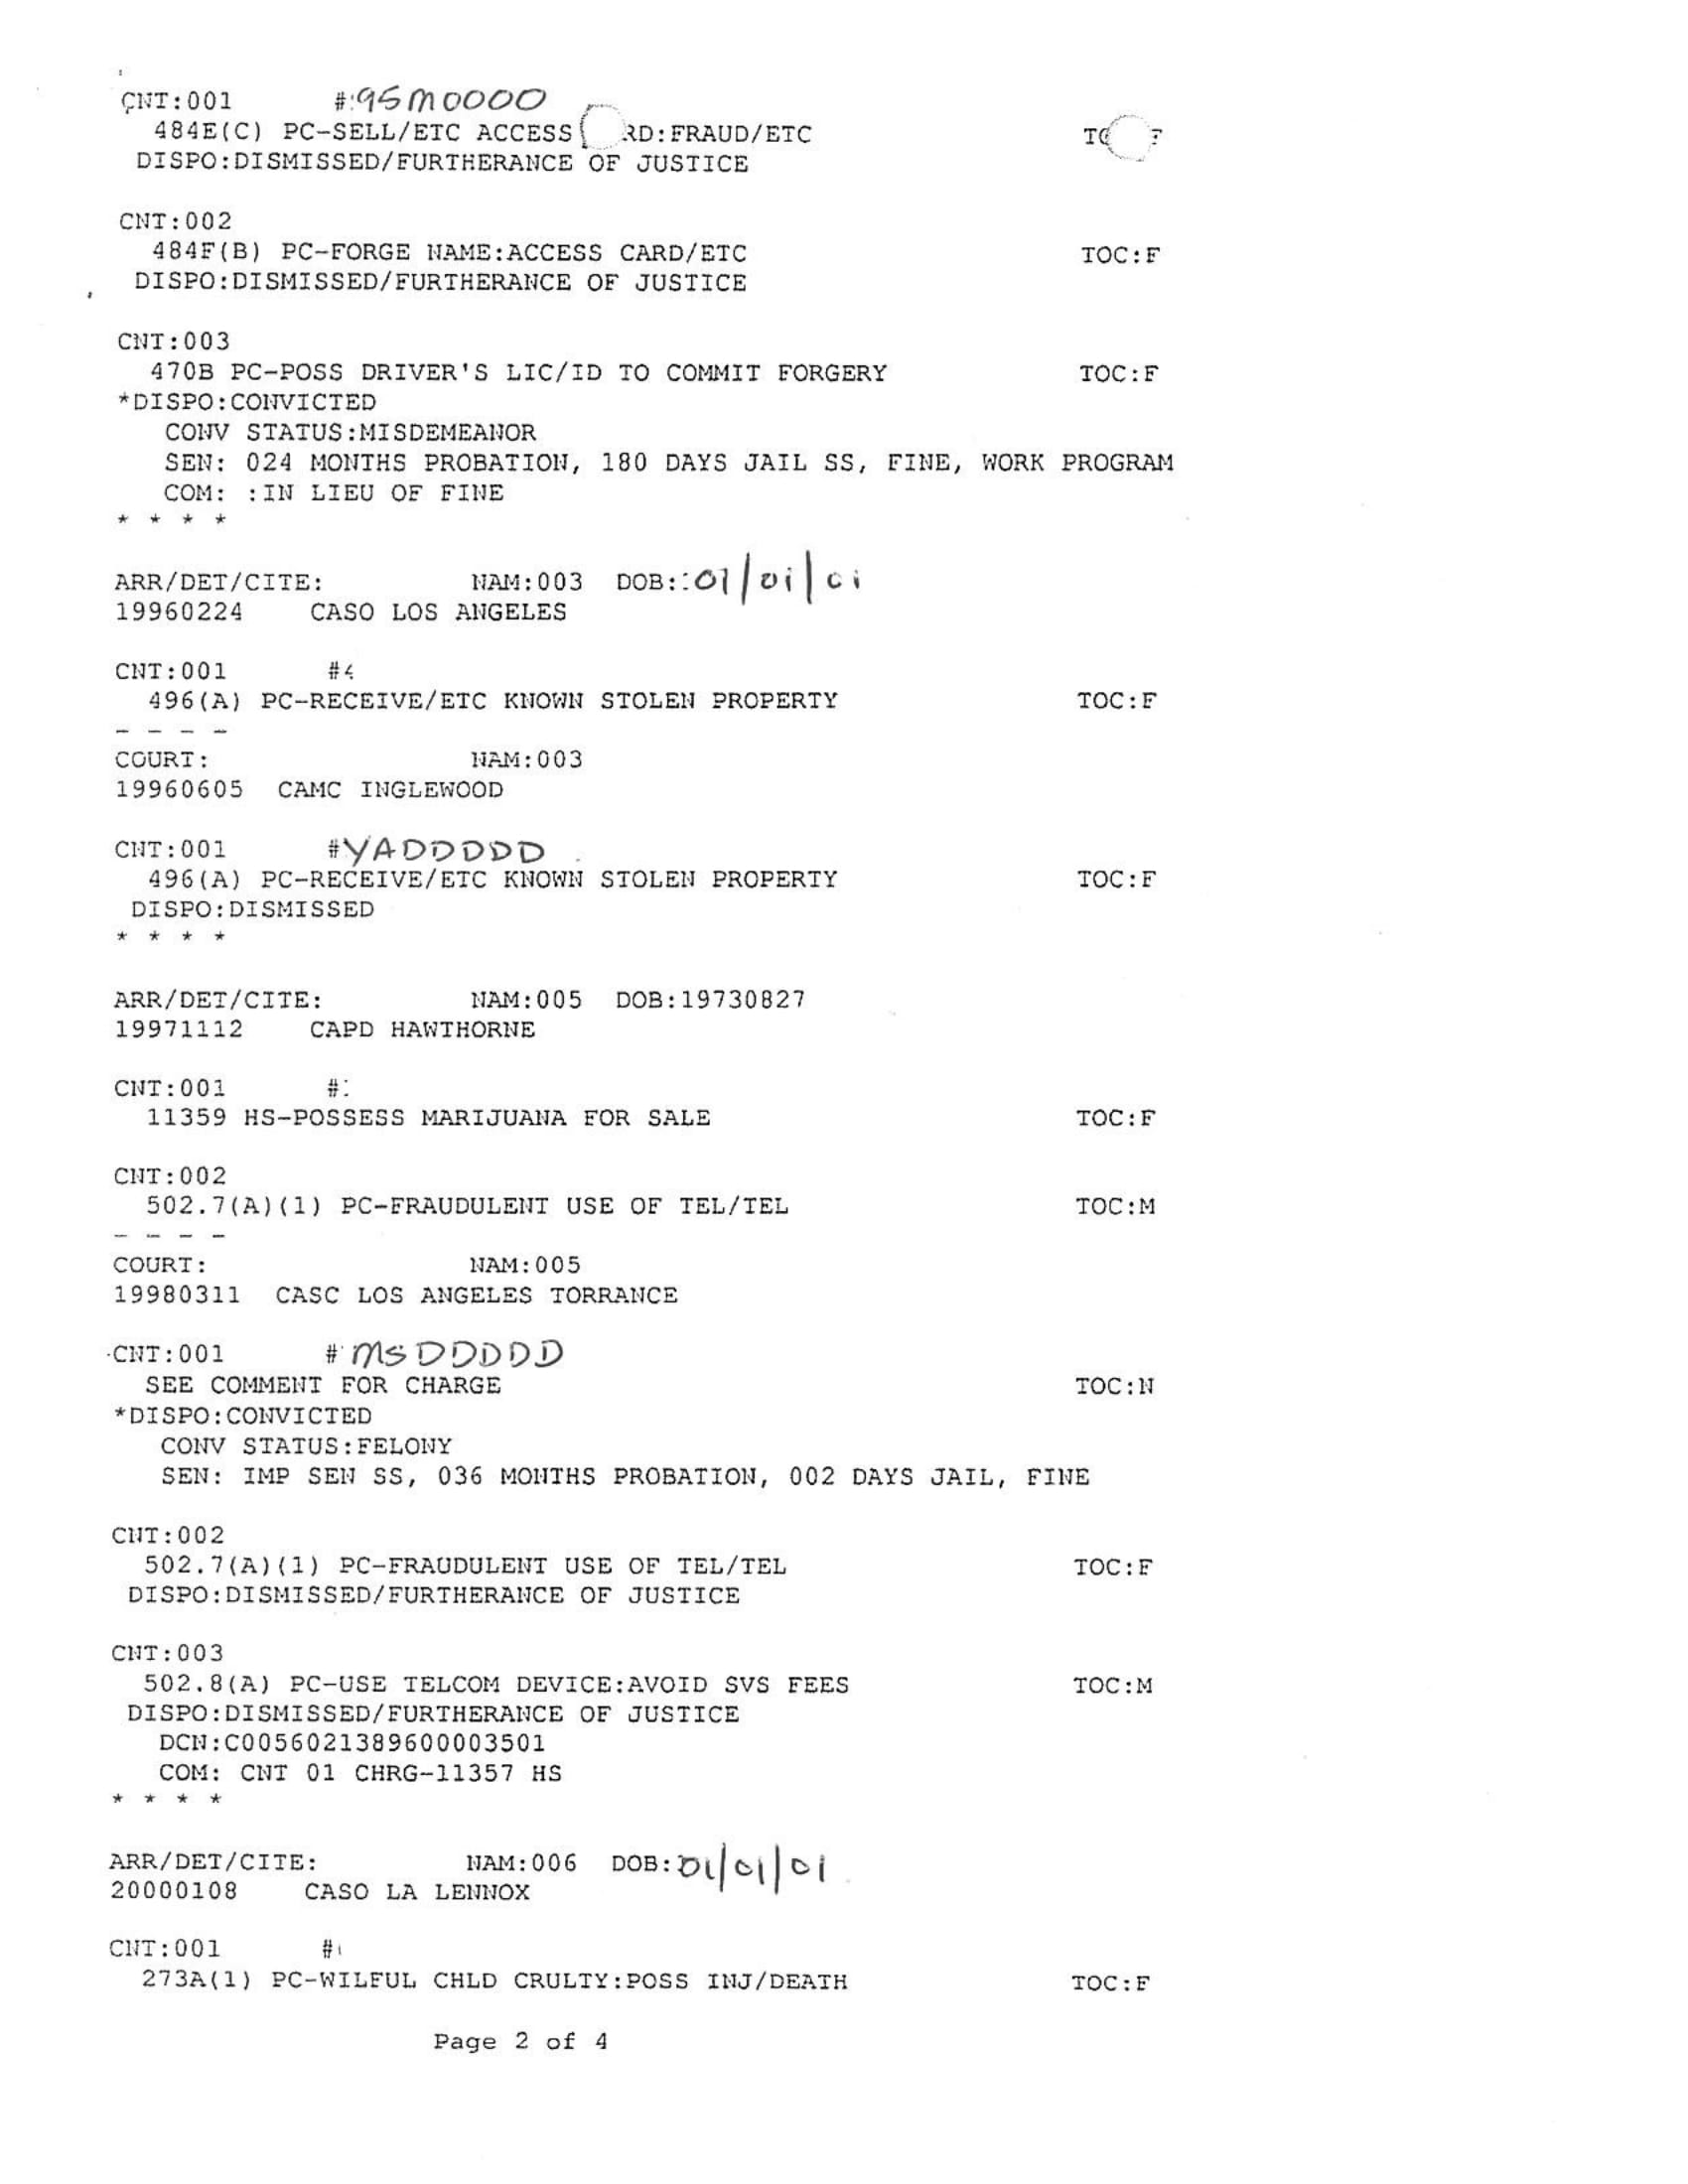 CNT:001 #:95M0000
484E(C) PC-SELL/ETC ACCESS RD:FRAUD/ETC
DISPO:DISMISSED/FURTHERANCE OF JUSTICE
CNT:002
484F(B) PC-FORGE NAME:ACCESS CARD/ETC TOC:F
DISPO:DISMISSED/FURTHERANCE OF JUSTICE
CNT:003
470B PC-POSS DRIVER'S LIC/ID TO COMMIT FORGERY TOC:F
*DISPO:CONVICTED
CONV STATUS:MISDEMEANOR
SEN: 024 MONTHS PROBATION, 180 DAYS JAIL SS, FINE, WORK PROGRAM
COM: :IN LIEU OF FINE
* * * *
ARR/DET/CITE: NAM:003 DOB: 01/01/01
19960224 CASO LOS ANGELES
CNT:001 #
496(A) PC-RECEIVE/ETC KNOWN STOLEN PROPERTY TOC:F
- - - -
COURT: NAM:003
19960605 CAMC INGLEWOOD
CNT:001 #YADDDDD
496(A) PC-RECEIVE/ETC KNOWN STOLEN PROPERTY TOC:F
DISPO:DISMISSED
* * * *
ARR/DET/CITE: NAM:005 DOB:19730827
19971112 CAPD HAWTHORNE
CNT:001 #
11359 HS-POSSESS MARIJUANA FOR SALE TOC:F
CNT:002
502.7(A)(1) PC-FRAUDULENT USE OF TEL/TEL TOC:M
- - - -
COURT: NAM:005
19980311 CASC LOS ANGELES TORRANCE
CNT:001 #MSDDDDD
SEE COMMENT FOR CHARGE TOC:N
*DISPO:CONVICTED
CONV STATUS:FELONY
SEN: IMP SEN SS, 036 MONTHS PROBATION, 002 DAYS JAIL, FINE
CNT:002
502.7(A)(1) PC-FRAUDULENT USE OF TEL/TEL TOC:F
DISPO:DISMISSED/FURTHERANCE OF JUSTICE
CNT:003
502.8(A) PC-USE TELCOM DEVICE:AVOID SVS FEES TOC:M
DISPO:DISMISSED/FURTHERANCE OF JUSTICE
DCN:C0056021389600003501
COM: CNT 01 CHRG-11357 HS
* * * *
ARR/DET/CITE: NAM:006 DOB: 01/01/01
20000108 CASO LA LENNOX
CNT:001 #
273A(1) PC-WILFUL CHLD CRULTY:POSS INJ/DEATH TOC:F
Page 2 of 4